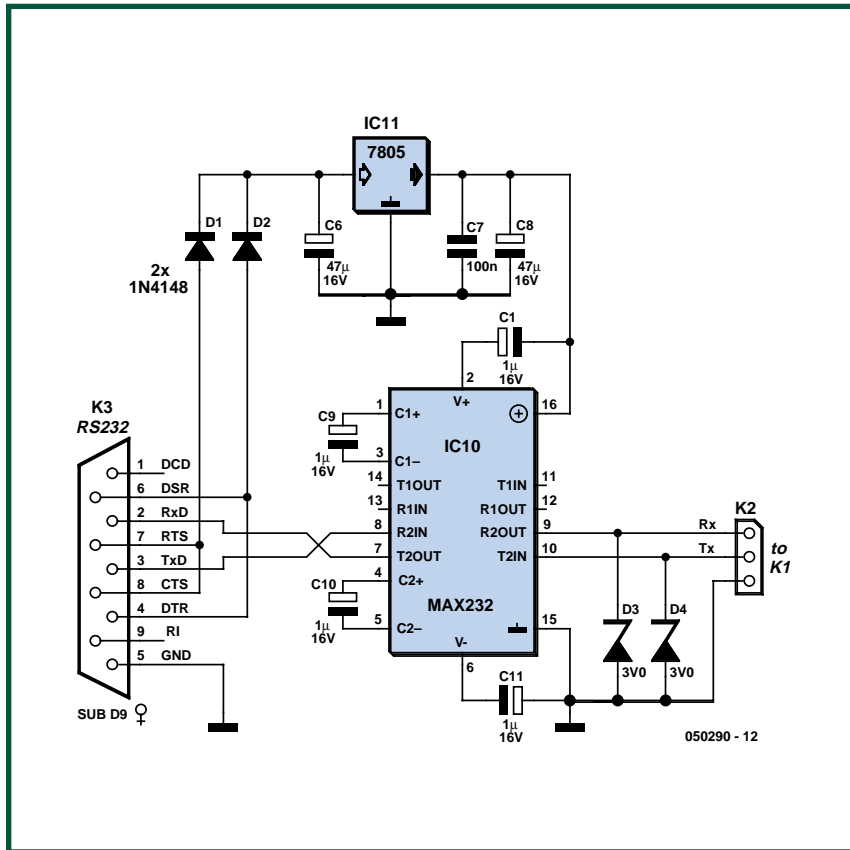 IC11
7805
D1
D2
C6
C7
C8
47µ
16V
100n
47µ
16V
2x
1N4148
C1
1µ
16V
2
V+
K3
RS232
1 DCD
6 DSR
2 RxD
7 RTS
3 TxD
8 CTS
4 DTR
9 RI
5 GND
SUB D9
C9
1µ
16V
C10
1µ
16V
1 C1+
3 C1–
14 T1OUT
13 R1IN
8 R2IN
7 T2OUT
4 C2+
5 C2–
IC10
MAX232
16
T1IN 11
R1OUT 12
R2OUT 9
T2IN 10
15
V-
6
C11
1µ
16V
Rx
Tx
K2
to
K1
D3
D4
3V0
3V0
050290 - 12